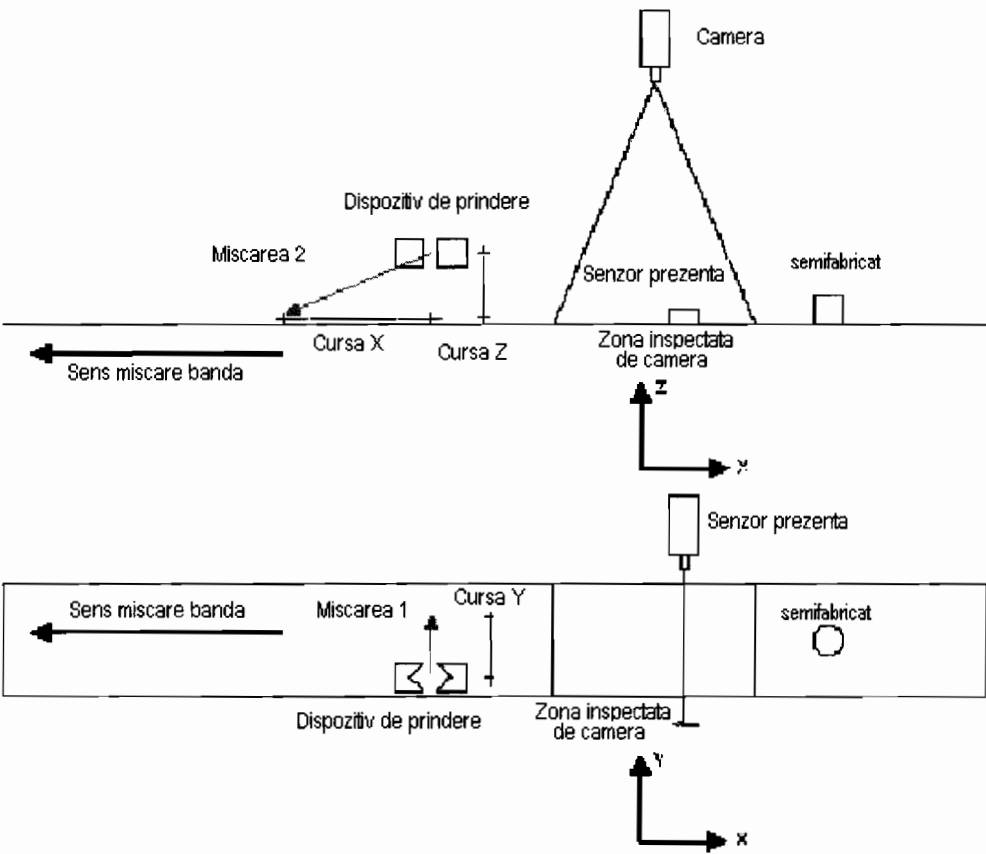 Camera
Dispozitiv de prindere
Miscarea 2
Senzor prezenta
semifabricat
Cursa X
Cursa Z
Zona inspectata
de camera
Sens miscare banda
Z
X
Senzor prezenta
Sens miscare banda
Miscarea 1
Cursa Y
semifabricat
Dispozitiv de prindere
Zona inspectata
de camera
Y
X